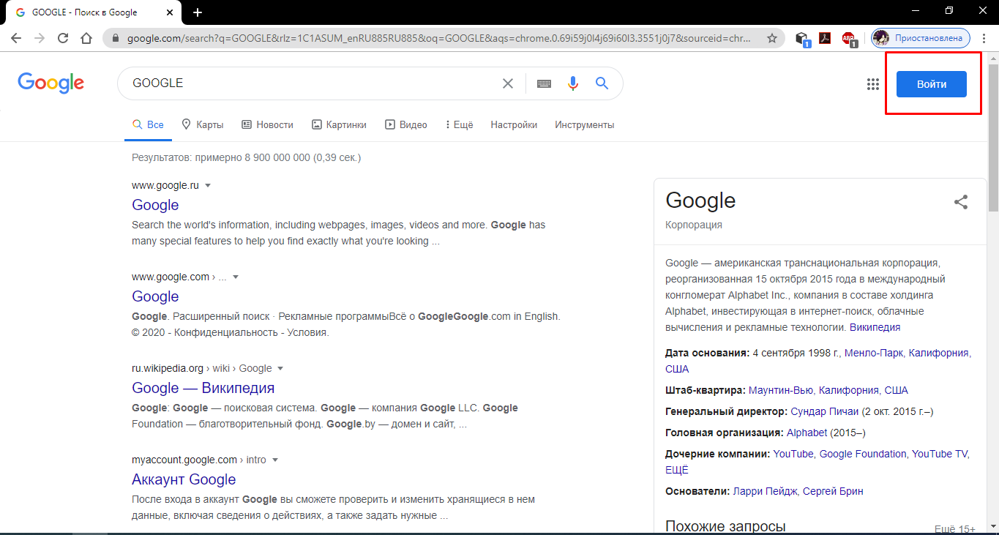 GOOGLE - Поиск в Google
google.com/search?q=GOOGLE&rlz=1C1ASUM_enRU885RU885&oq=GOOGLE&aqs=chrome.0.69i59j0l4j69i60l3.3551j0j7&sourceid=chr...
1
ABP
1
Приостановлена
Google
GOOGLE
Войти
Все
Карты
Новости
Картинки
Видео
Ещё
Настройки
Инструменты
Результатов: примерно 8 900 000 000 (0,39 сек.)
www.google.ru
Google
Search the world's information, including webpages, images, videos and more. Google has
many special features to help you find exactly what you're looking ...
www.google.com › ...
Google
Google. Расширенный поиск · Рекламные программыВсё о GoogleGoogle.com in English.
© 2020 - Конфиденциальность - Условия.
ru.wikipedia.org › wiki › Google
Google — Википедия
Google: Google — поисковая система. Google — компания Google LLC. Google
Foundation — благотворительный фонд. Google.by — домен и сайт, ...
myaccount.google.com › intro
Аккаунт Google
После входа в аккаунт Google вы сможете проверить и изменить хранящиеся в нем
данные, включая сведения о действиях, а также задать нужные ...
Google
Корпорация
Google — американская транснациональная корпорация,
реорганизованная 15 октября 2015 года в международный
конгломерат Alphabet Inc., компания в составе холдинга
Alphabet, инвестирующая в интернет-поиск, облачные
вычисления и рекламные технологии. Википедия
Дата основания: 4 сентября 1998 г., Менло-Парк, Калифорния,
США
Штаб-квартира: Маунтин-Вью, Калифорния, США
Генеральный директор: Сундар Пичаи (2 окт. 2015 г.–)
Головная организация: Alphabet (2015–)
Дочерние компании: YouTube, Google Foundation, YouTube TV,
ЕЩЁ
Основатели: Ларри Пейдж, Сергей Брин
Похожие запросы
Ещё 15+